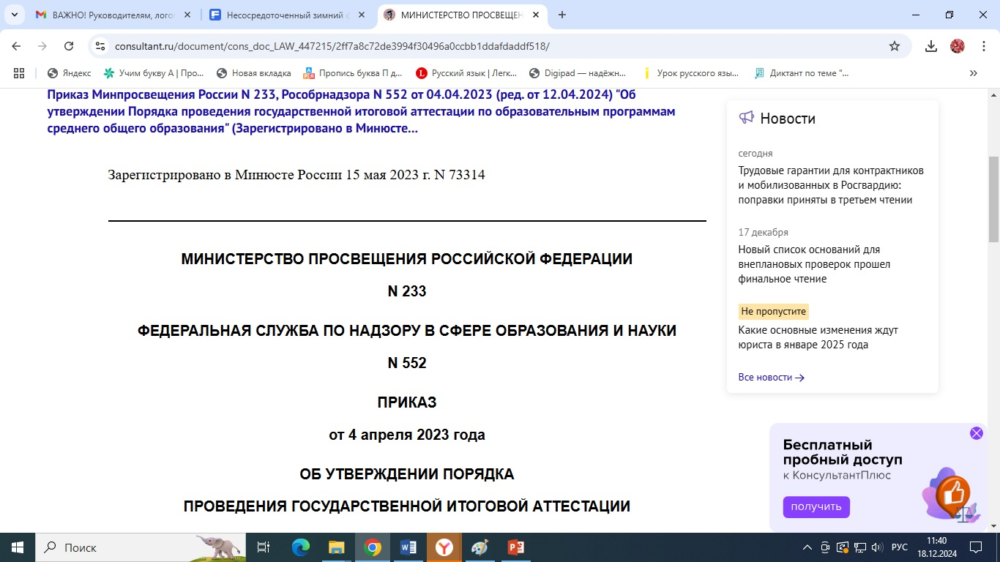 ВАЖНО! Руководителям, лого
Несосредоточенный зимний
МИНИСТЕРСТВО ПРОСВЕЩЕН
consultant.ru/document/cons_doc_LAW_447215/2ff7a8c72de3994f30496a0ccbb1ddafdaddf518/
Яндекс
Учим букву А | Про...
Новая вкладка
Пропись буква П д...
Русский язык | Легк...
Digipad — надёжн...
Урок русского язы...
Диктант по теме "...
Приказ Минпросвещения России N 233, Рособрнадзора N 552 от 04.04.2023 (ред. от 12.04.2024) "Об
утверждении Порядка проведения государственной итоговой аттестации по образовательным программам
среднего общего образования" (Зарегистрировано в Минюсте...
Зарегистрировано в Минюсте России 15 мая 2023 г. N 73314
МИНИСТЕРСТВО ПРОСВЕЩЕНИЯ РОССИЙСКОЙ ФЕДЕРАЦИИ
N 233
ФЕДЕРАЛЬНАЯ СЛУЖБА ПО НАДЗОРУ В СФЕРЕ ОБРАЗОВАНИЯ И НАУКИ
N 552
ПРИКАЗ
от 4 апреля 2023 года
ОБ УТВЕРЖДЕНИИ ПОРЯДКА
ПРОВЕДЕНИЯ ГОСУДАРСТВЕННОЙ ИТОГОВОЙ АТТЕСТАЦИИ
Новости
сегодня
Трудовые гарантии для контрактников
и мобилизованных в Росгвардию:
поправки приняты в третьем чтении
17 декабря
Новый список оснований для
внеплановых проверок прошел
финальное чтение
Не пропустите
Какие основные изменения ждут
юриста в январе 2025 года
Все новости →
Бесплатный
пробный доступ
к КонсультантПлюс
получить
Поиск
РУС
11:40
18.12.2024